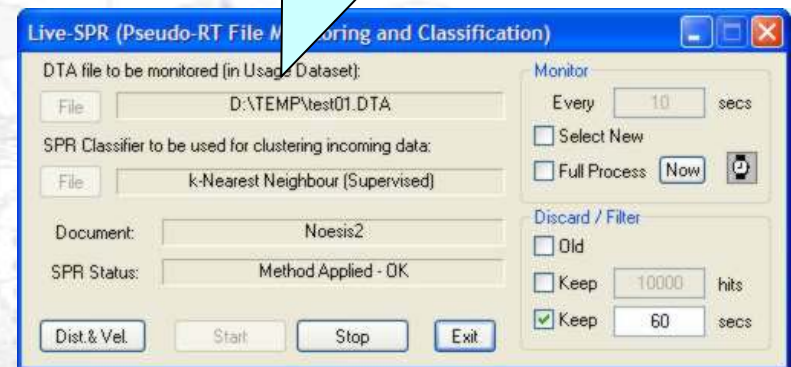 Live-SPR (Pseudo-RT File Monitoring and Classification)
DTA file to be monitored (in Usage Dataset):
File D:\TEMP\test01.DTA
SPR Classifier to be used for clustering incoming data:
File k-Nearest Neighbour (Supervised)
Document: Noesis2
SPR Status: Method Applied - OK
Dist.& Vel. Start Stop Exit
Monitor
Every 10 secs
Select New
Full Process Now
Discard / Filter
Old
Keep 10000 hits
Keep 60 secs